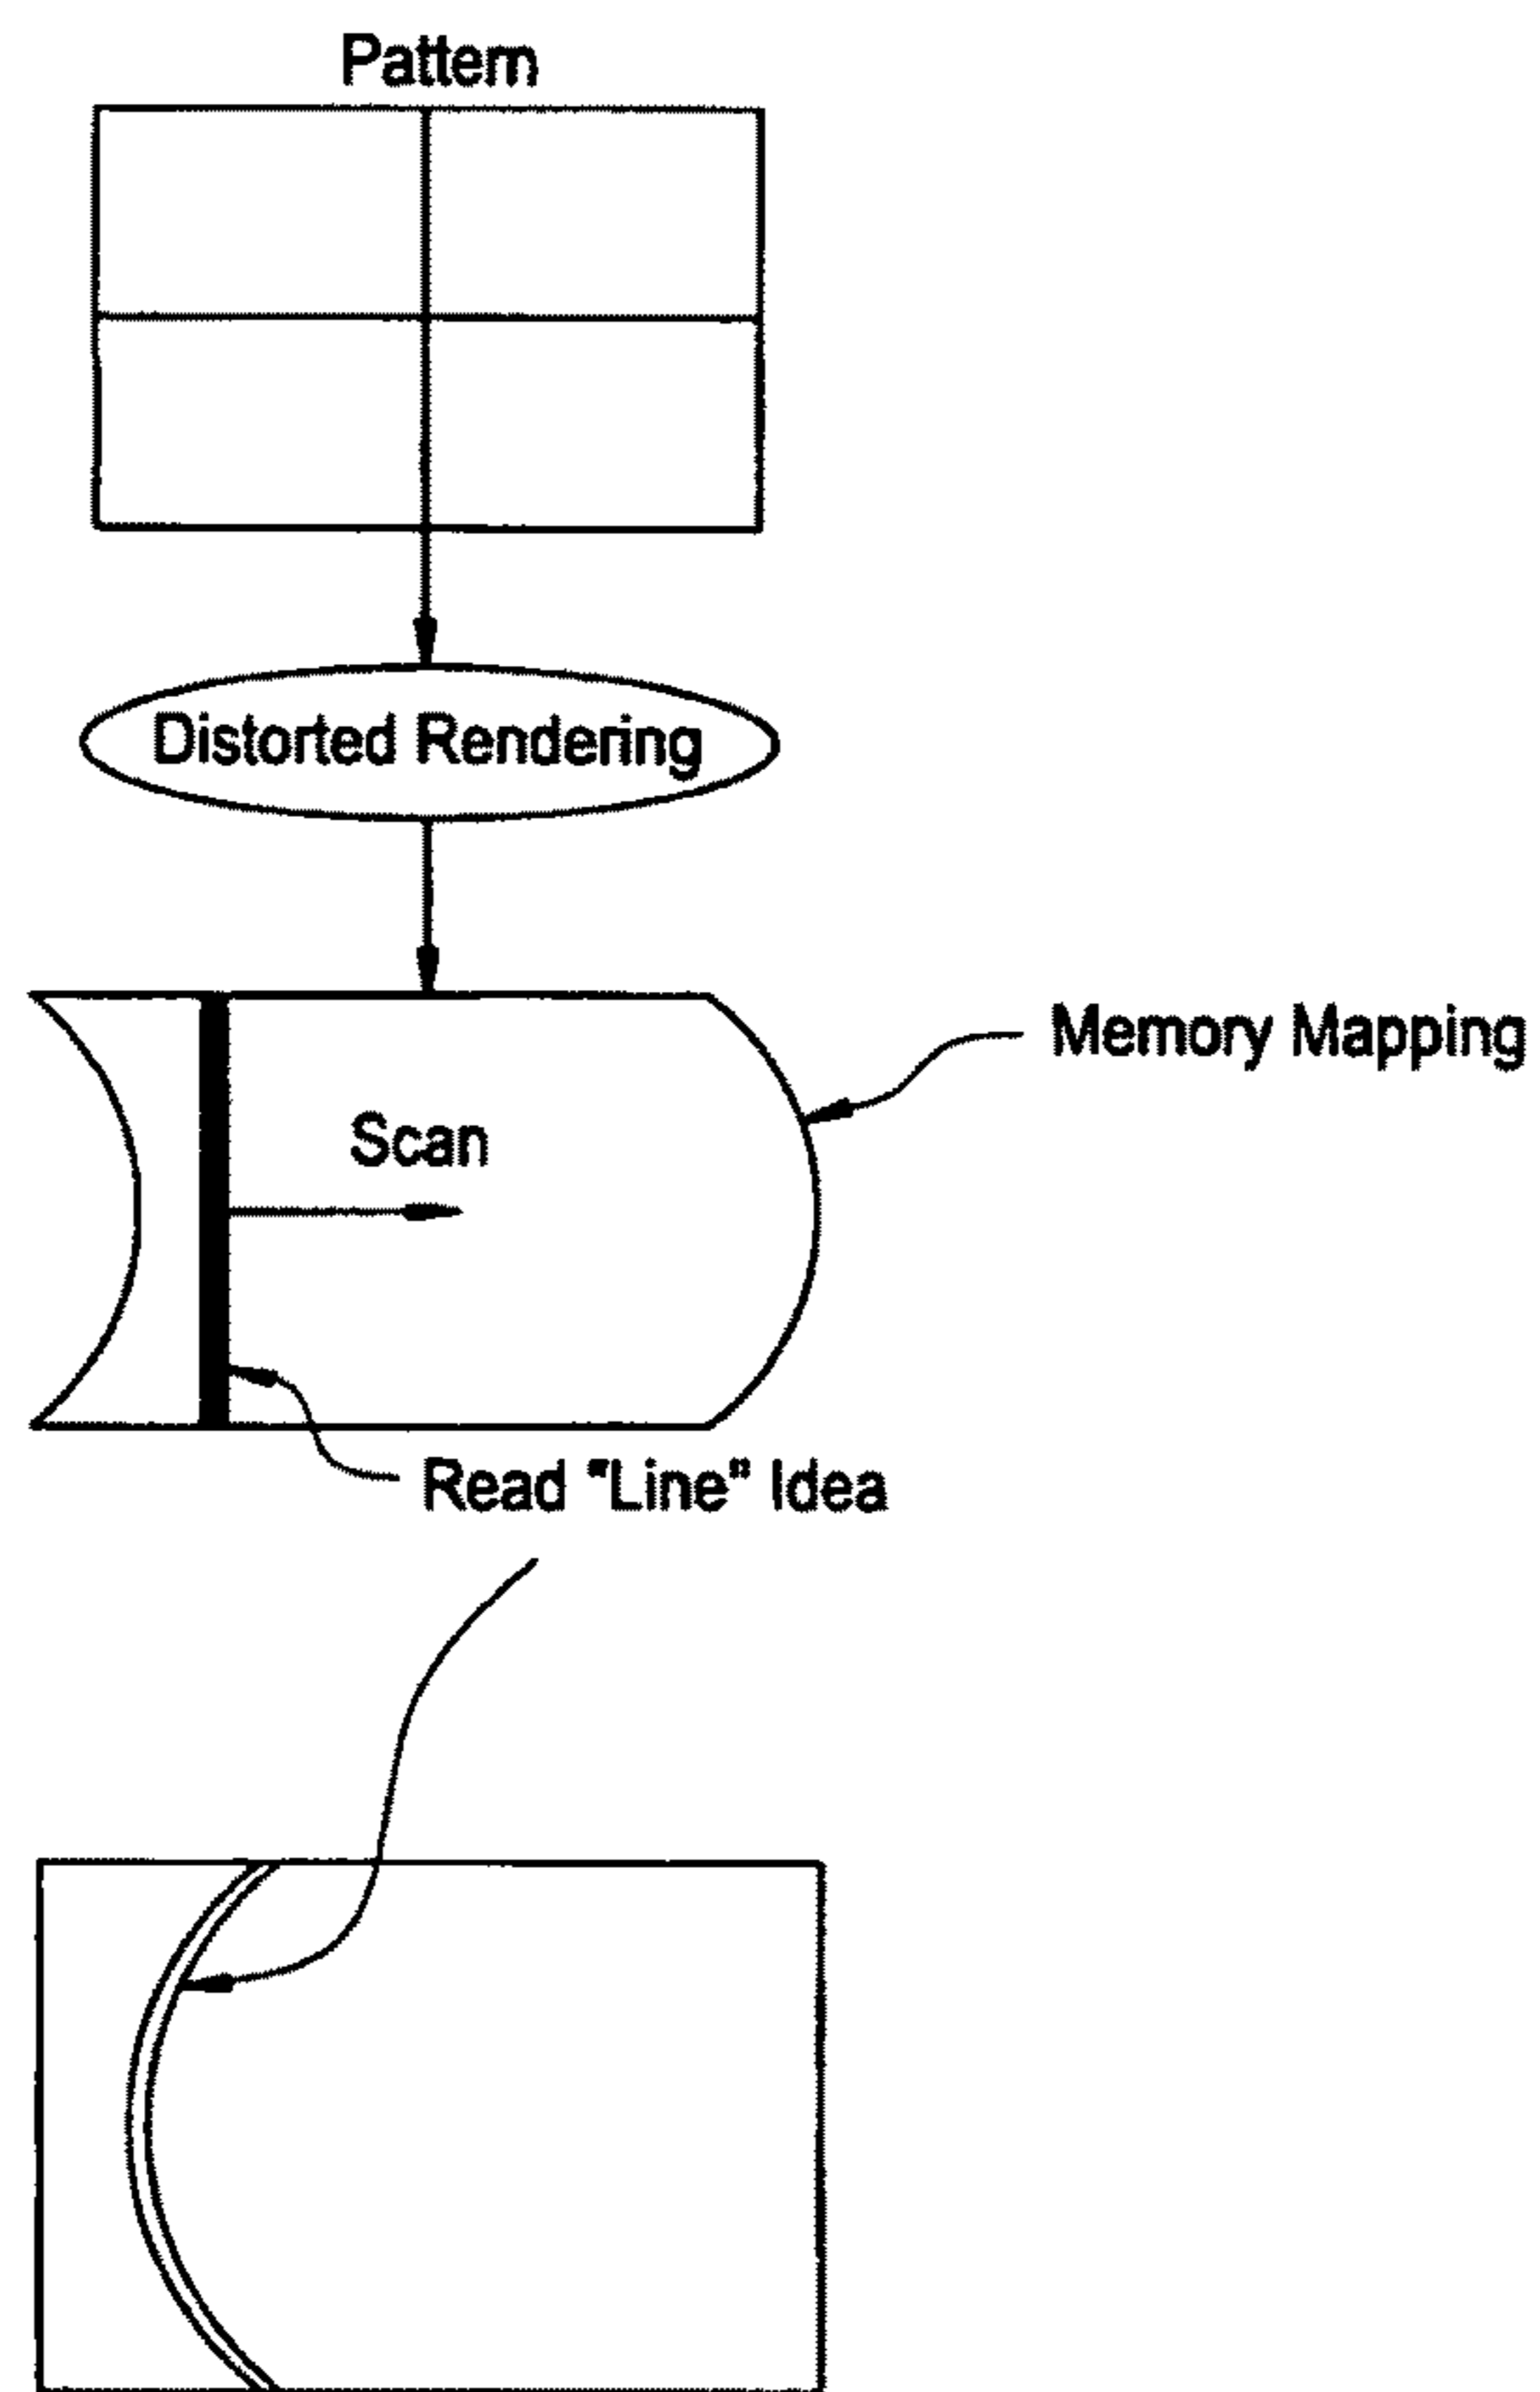 Pattern
Distorted Rendering
Memory Mapping
Scan
Read "Line" Idea